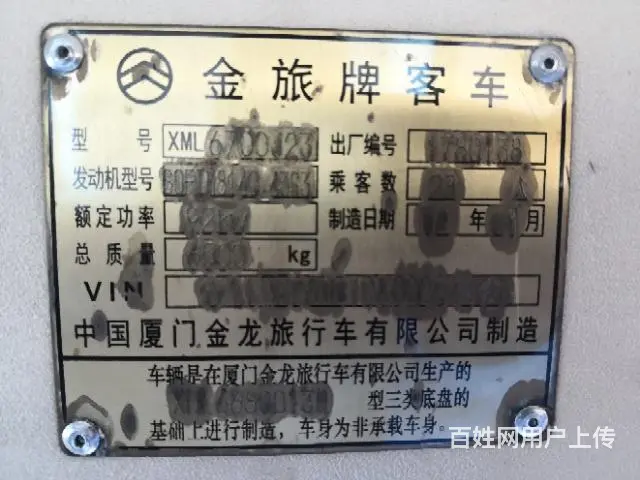 金旅牌客车
型 号 XML6700J23 出厂编号
发动机型号 乘客数 人
额定功率 制造日期 年 月
总质量 kg
VIN
中国厦门金龙旅行车有限公司制造
车辆是在厦门金龙旅行车有限公司生产的
型三类底盘的
基础上进行制造，车身为非承载车身。
百姓网用户上传